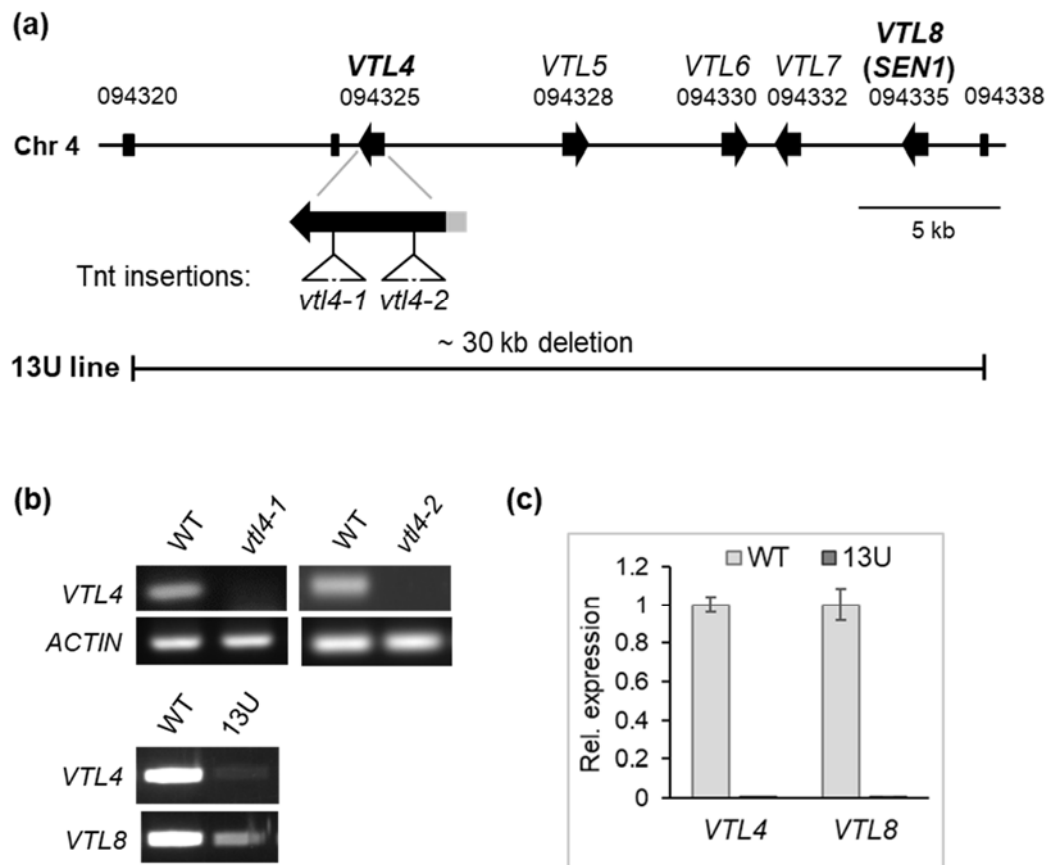 (a)
VTL4 VTL5 VTL6 VTL7 VTL8
(SEN1)
094320 094325 094328 094330 094332 094335 094338
Chr 4
5 kb
Tnt insertions:
vtl4-1 vtl4-2
~ 30 kb deletion
13U line
(b)
WT vtl4-1 WT vtl4-2
VTL4
ACTIN
WT 13U
VTL4
VTL8
(c)
WT 13U
Rel. expression
1.2
1
0.8
0.6
0.4
0.2
0
VTL4 VTL8